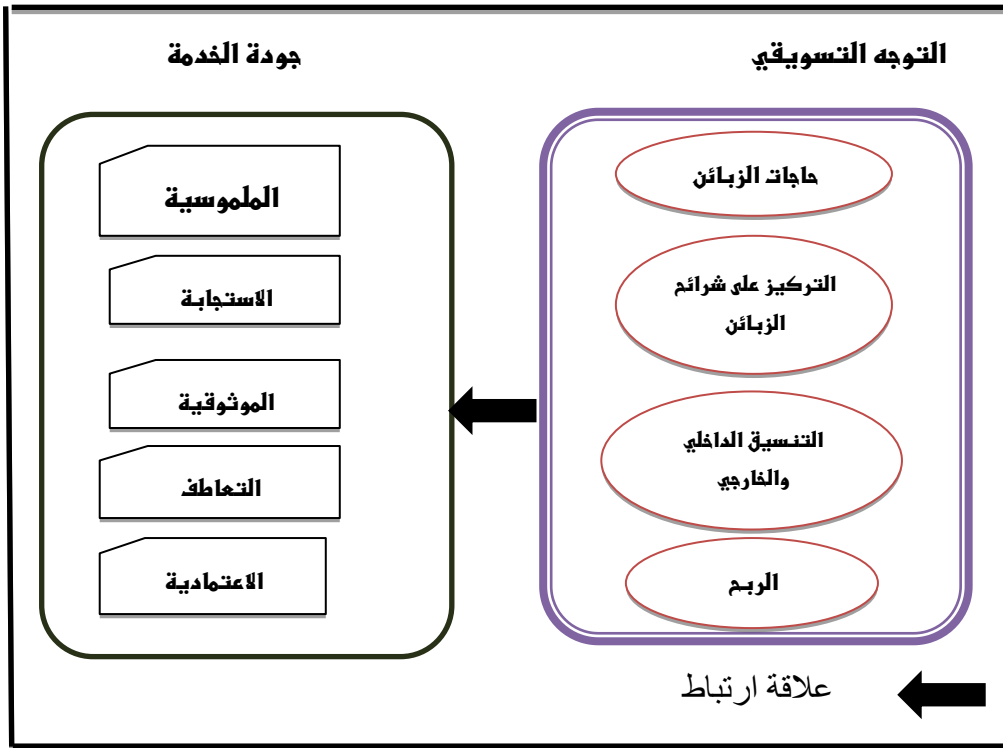 التوجه التسويقي
جودة الخدمة
حاجات الزبائن
التركيز على شرائح
الزبائن
التنسيق الداخلي
والخارجي
الربح
الملموسية
الاستجابة
الموثوقية
التعاطف
الاعتمادية
علاقة ارتباط